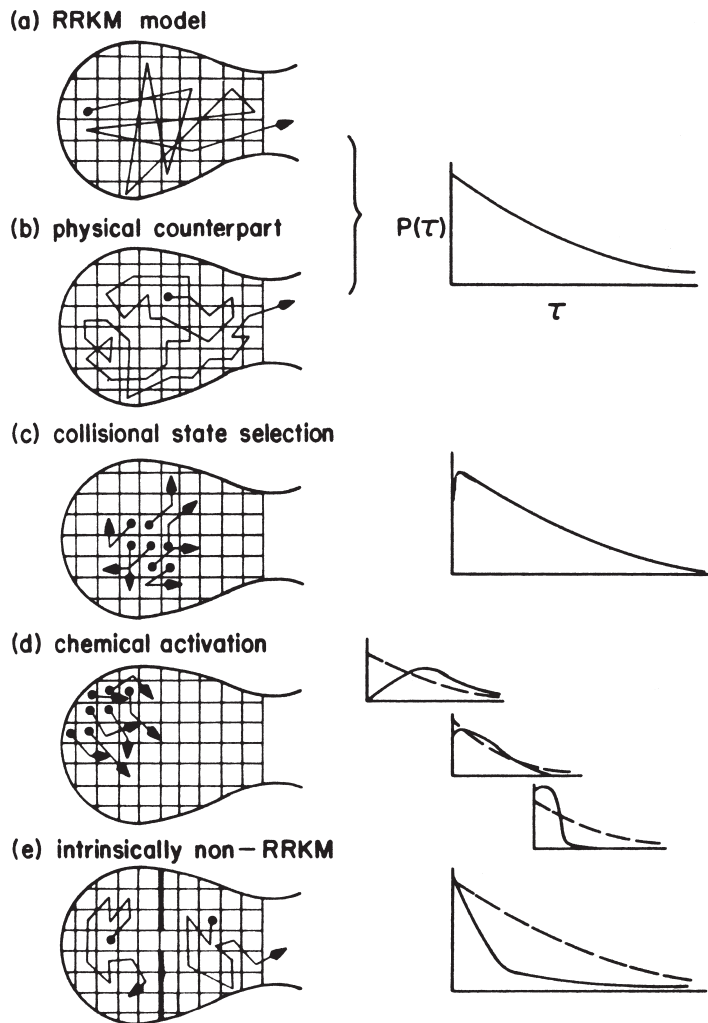 (a) RRKM model
(b) physical counterpart
P(τ)
τ
(c) collisional state selection
(d) chemical activation
(e) intrinsically non-RRKM